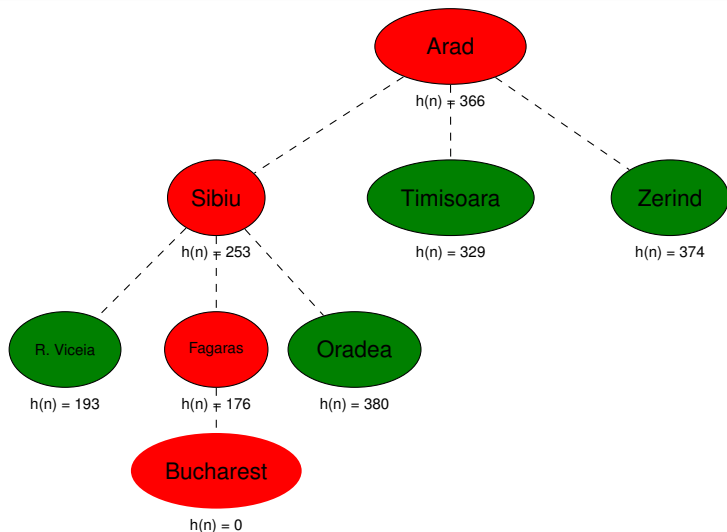 Arad
h(n) = 366
Sibiu
Timisoara
Zerind
h(n) = 253
h(n) = 329
h(n) = 374
R. Viceia
Fagaras
Oradea
h(n) = 193
h(n) = 176
h(n) = 380
Bucharest
h(n) = 0